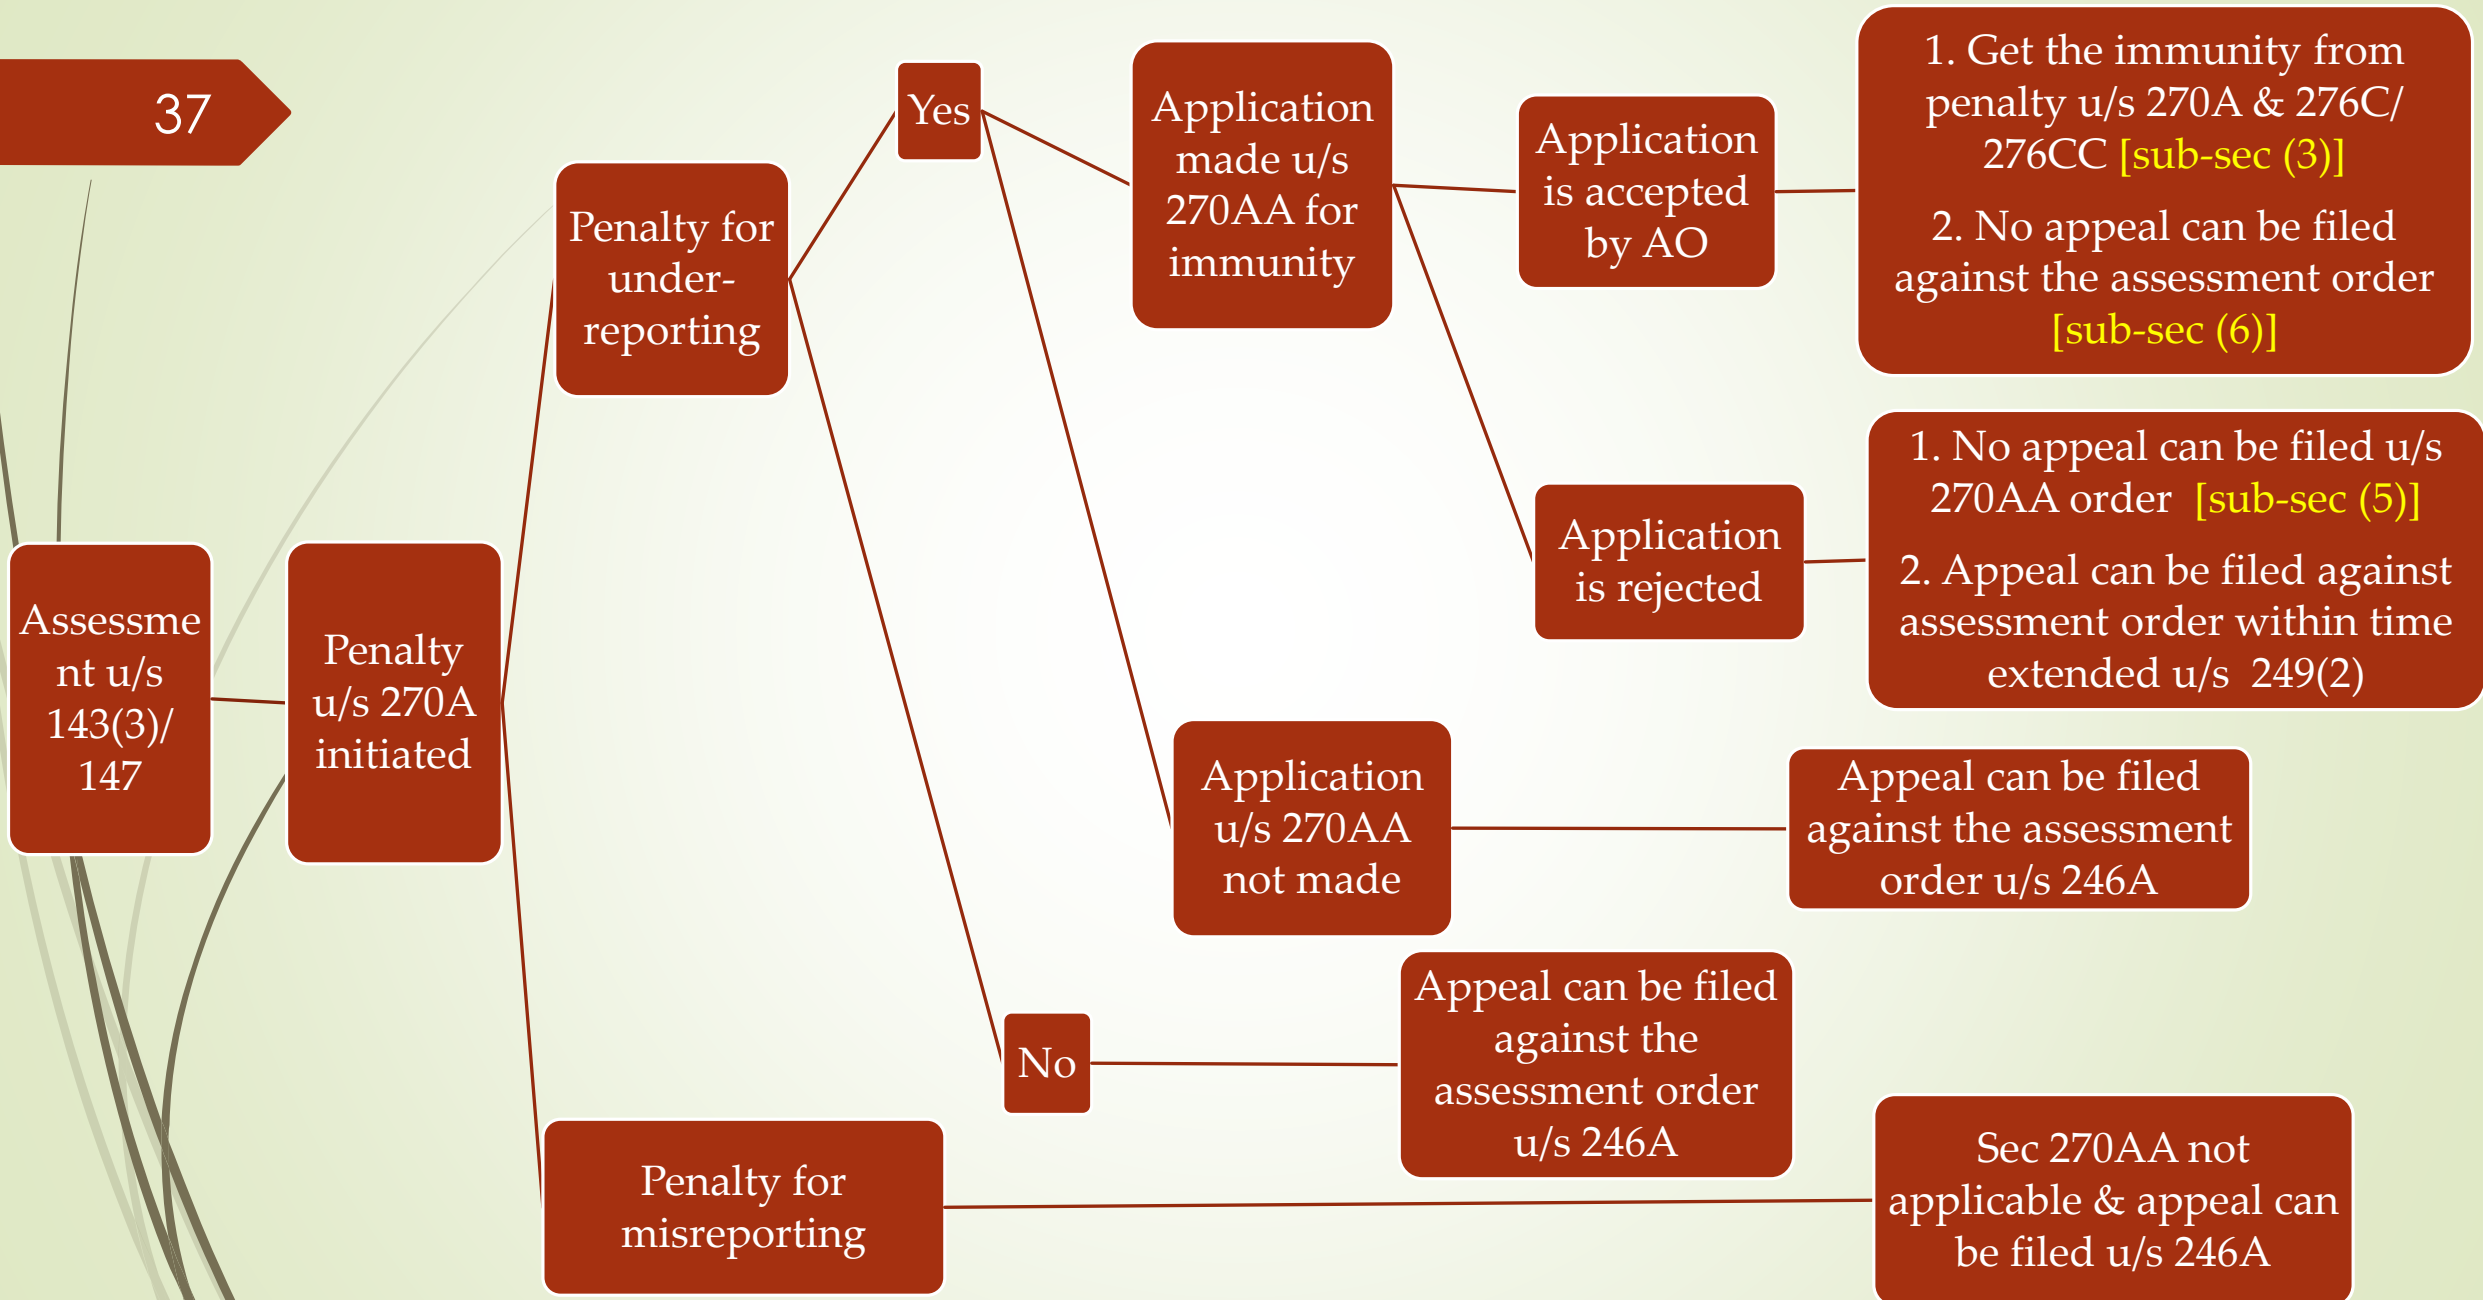 37
Assessme
nt u/s
143(3)/
147
Penalty
u/s 270A
initiated
Penalty for
under-
reporting
Yes
Application
made u/s
270AA for
immunity
Application
is accepted
by AO
1. Get the immunity from
penalty u/s 270A & 276C/
276CC [sub-sec (3)]
2. No appeal can be filed
against the assessment order
[sub-sec (6)]
Application
is rejected
1. No appeal can be filed u/s
270AA order [sub-sec (5)]
2. Appeal can be filed against
assessment order within time
extended u/s 249(2)
Application
u/s 270AA
not made
Appeal can be filed
against the assessment
order u/s 246A
No
Appeal can be filed
against the
assessment order
u/s 246A
Penalty for
misreporting
Sec 270AA not
applicable & appeal can
be filed u/s 246A